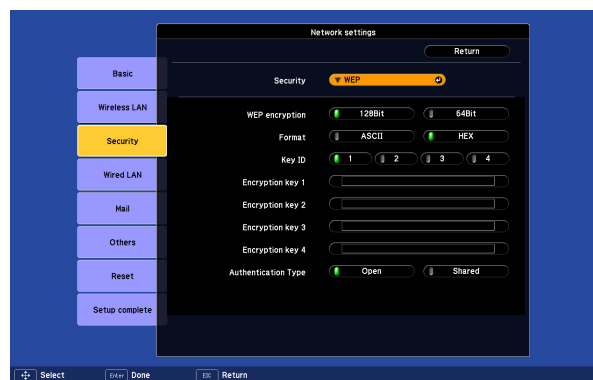 Network settings
Return
Basic
Wireless LAN
Security
Wired LAN
Mail
Others
Reset
Setup complete
Security WEP
WEP encryption 128Bit 64Bit
Format ASCII HEX
Key ID 1 2 3 4
Encryption key 1
Encryption key 2
Encryption key 3
Encryption key 4
Authentication Type Open Shared
Select Enter Done ESC Return